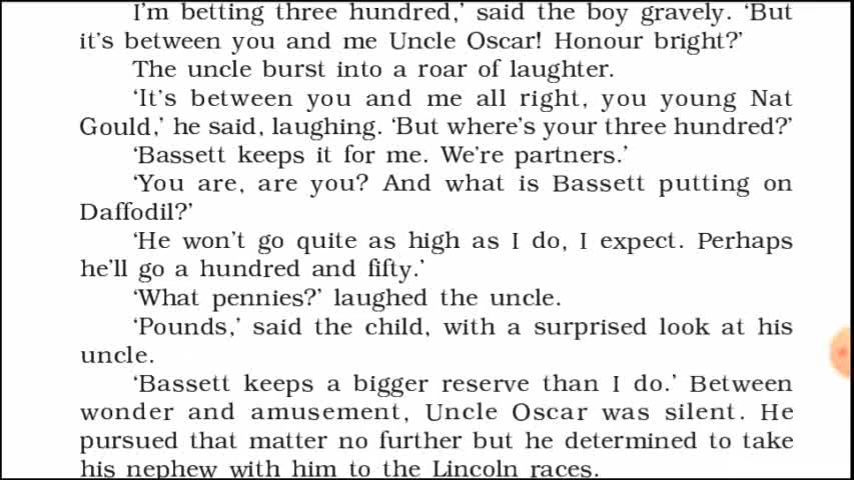 I'm betting three hundred,' said the boy gravely. 'But
it's between you and me Uncle Oscar! Honour bright?'
The uncle burst into a roar of laughter.
'It's between you and me all right, you young Nat
Gould,' he said, laughing. 'But where's your three hundred?'
'Bassett keeps it for me. We're partners.'
'You are, are you? And what is Bassett putting on
Daffodil?'
'He won't go quite as high as I do, I expect. Perhaps
he'll go a hundred and fifty.'
'What pennies?' laughed the uncle.
'Pounds,' said the child, with a surprised look at his
uncle.
'Bassett keeps a bigger reserve than I do.' Between
wonder and amusement, Uncle Oscar was silent. He
pursued that matter no further but he determined to take
his nephew with him to the Lincoln races.